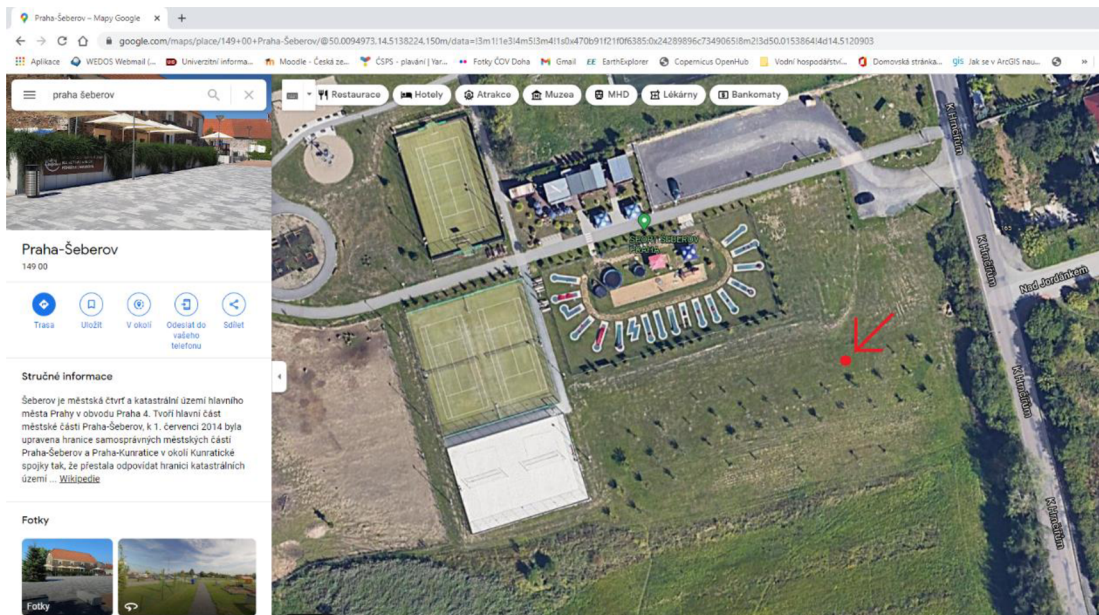 Praha-Šeberov – Mapy Google
google.com/maps/place/149+00+Praha-Šeberov/@50.0094973,14.5138224,150m/data=!3m1!1e3!4m5!3m4!1s0x470b91f21f0f6385:0x24289896c7349065!8m2!3d50.0153864!4d14.5120903
Aplikace WEDOS Webmail (... Univerzitní informa... Moodle - Česká ze... ČSPS - plavání | Yar... Fotky ČOV Doha Gmail EE EarthExplorer Copernicus OpenHub Vodní hospodářství... Domovská stránka... gis Jak se v ArcGIS nau... »
praha šeberov
Restaurace Hotely Atrakce Muzea MHD Lékárny Bankomaty
K Hrnčířům
SPORT ŠEBEROV
PRAHA
165
K Hrnčířům
Nad Jordánkem
K Hrnčířům
K Hrnčířům
Praha-Šeberov
149 00
Trasa
Uložit
V okolí
Odeslat do vašeho telefonu
Sdílet
Stručné informace
Šeberov je městská čtvrť a katastrální území hlavního
města Prahy v obvodu Praha 4. Tvoří hlavní část
městské části Praha-Šeberov, k 1. červenci 2014 byla
upravena hranice samosprávných městských částí
Praha-Šeberov a Praha-Kunratice v okolí Kunratické
spojky tak, že přestala odpovídat hranici katastrálních
území ... Wikipedie
Fotky
Fotky